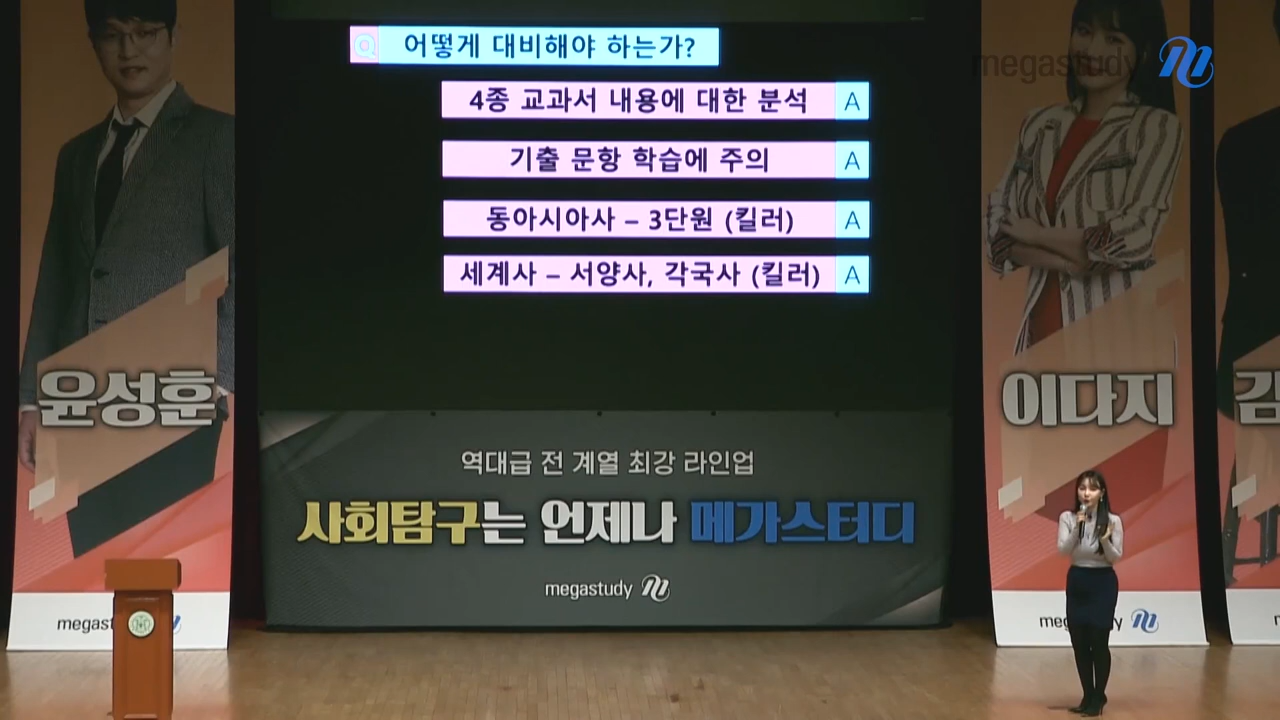 Q 어떻게 대비해야 하는가?
4종 교과서 내용에 대한 분석 A
기출 문항 학습에 주의 A
동아시아사 – 3단원 (킬러) A
세계사 – 서양사, 각국사 (킬러) A
megastudy
윤성훈
이다지
김
역대급 전 계열 최강 라인업
사회탐구는 언제나 메가스터디
megastudy
megast
meg dy